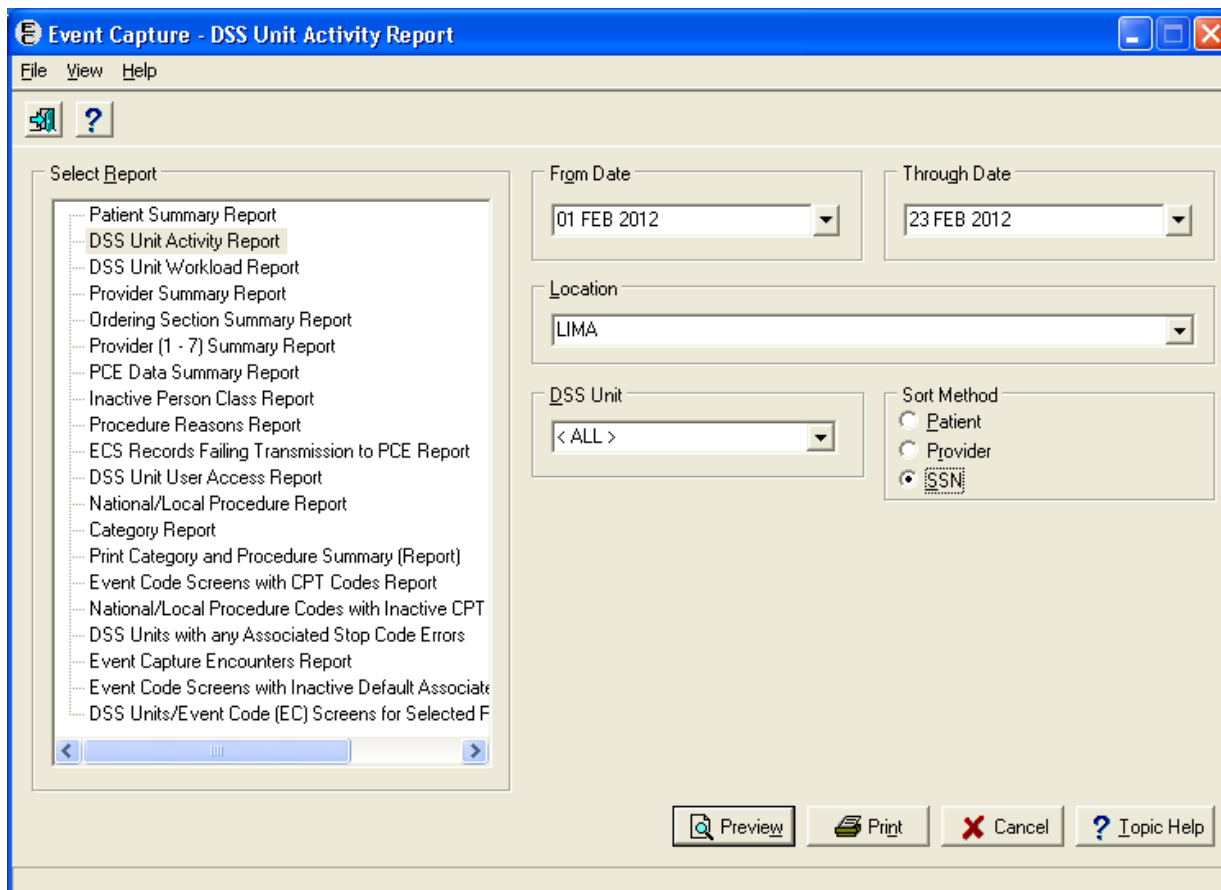 Event Capture - DSS Unit Activity Report
File View Help
?
Select Report
Patient Summary Report
DSS Unit Activity Report
DSS Unit Workload Report
Provider Summary Report
Ordering Section Summary Report
Provider (1 - 7) Summary Report
PCE Data Summary Report
Inactive Person Class Report
Procedure Reasons Report
ECS Records Failing Transmission to PCE Report
DSS Unit User Access Report
National/Local Procedure Report
Category Report
Print Category and Procedure Summary (Report)
Event Code Screens with CPT Codes Report
National/Local Procedure Codes with Inactive CPT
DSS Units with any Associated Stop Code Errors
Event Capture Encounters Report
Event Code Screens with Inactive Default Associate
DSS Units/Event Code (EC) Screens for Selected F
From Date
01 FEB 2012
Through Date
23 FEB 2012
Location
LIMA
DSS Unit
< ALL >
Sort Method
Patient
Provider
SSN
Preview Print Cancel ? Topic Help